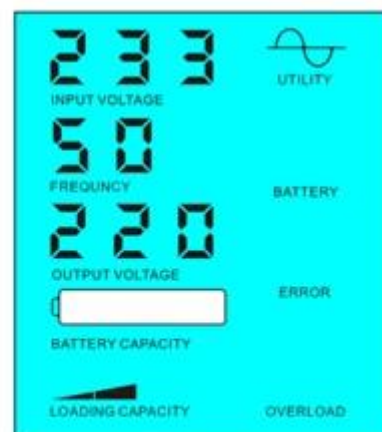 233
INPUT VOLTAGE
UTILITY
50
FREQUNCY
BATTERY
220
OUTPUT VOLTAGE
ERROR
BATTERY CAPACITY
LOADING CAPACITY
OVERLOAD